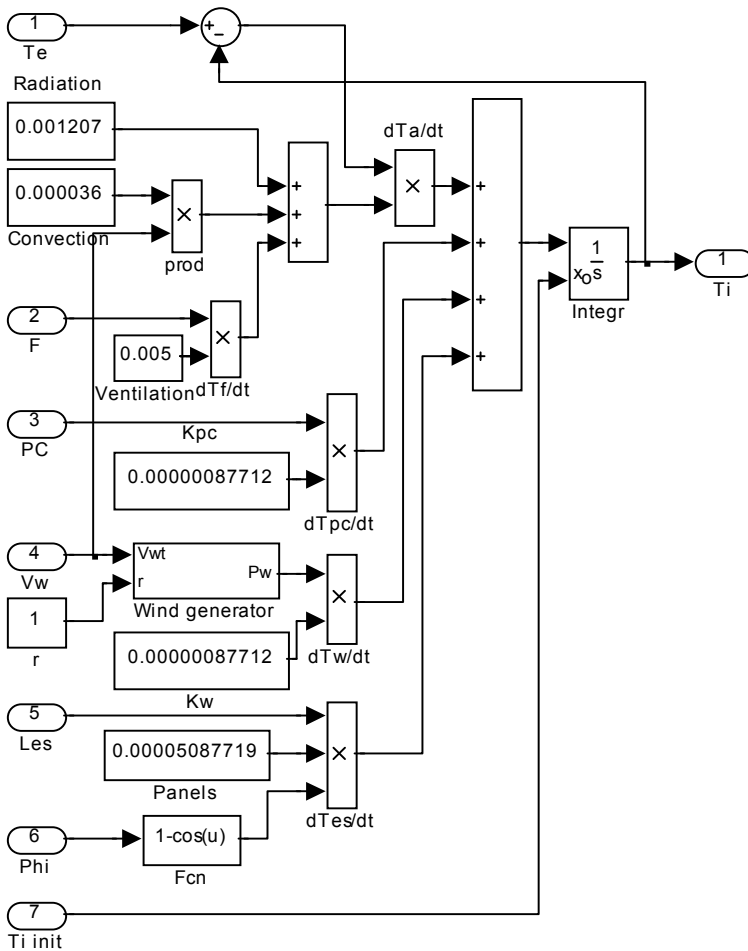 1
Te
+
−
Radiation
0.001207
dTa/dt
×
0.000036
Convection
×
prod
+
+
+
+
+
+
+
1
s
xo
Integr
1
Ti
2
F
0.005
Ventilation
×
dTf/dt
3
PC
Kpc
0.00000087712
×
dTpc/dt
4
Vw
Vwt
r
Pw
Wind generator
1
r
0.00000087712
Kw
×
dTw/dt
5
Les
0.00005087719
Panels
×
dTes/dt
6
Phi
1-cos(u)
Fcn
7
Ti init